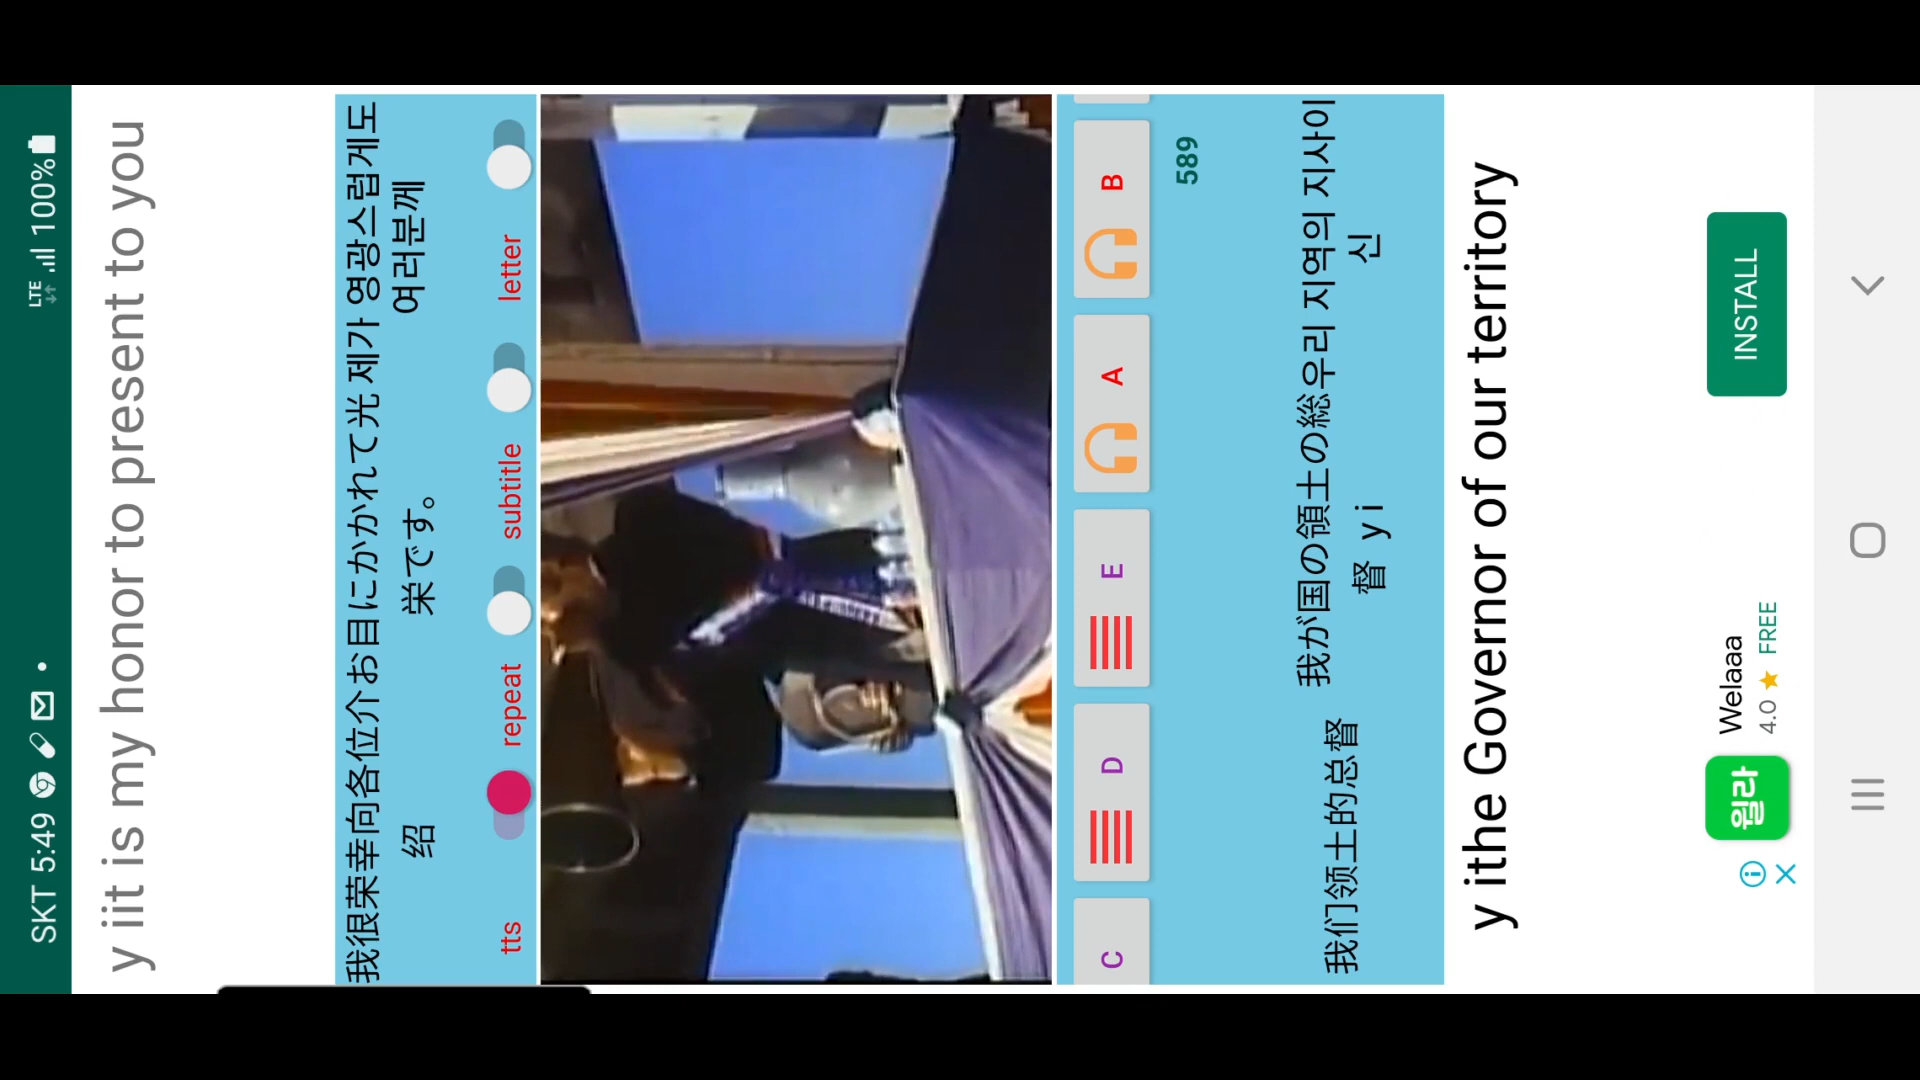 SKT 5:49
LTE 100%
y iit is my honor to present to you
我很荣幸向各位介
绍
お目にかかれて光
栄です。
제가 영광스럽게도
여러분께
tts
repeat
subtitle
letter
C
D
E
A
B
589
我们领土的总督
我が国の領土の総
督 y i
우리 지역의 지사이
신
y ithe Governor of our territory
윌라
Welaaa
4.0 ★ FREE
INSTALL